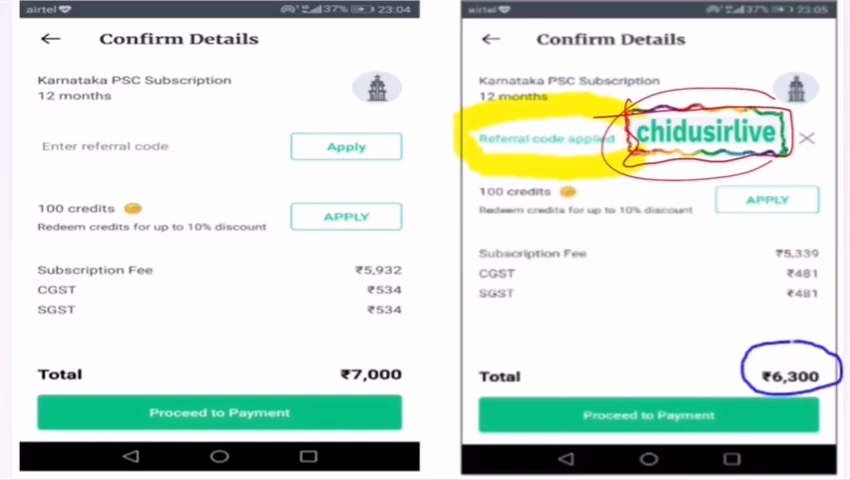 airtel 37% 23:04
Confirm Details
Karnataka PSC Subscription
12 months
Enter referral code Apply
100 credits APPLY
Redeem credits for up to 10% discount
Subscription Fee ₹5,932
CGST ₹534
SGST ₹534
Total ₹7,000
Proceed to Payment
airtel 37% 23:05
Confirm Details
Karnataka PSC Subscription
12 months
Referral code applied chidusirlive
100 credits APPLY
Redeem credits for up to 10% discount
Subscription Fee ₹5,339
CGST ₹481
SGST ₹481
Total ₹6,300
Proceed to Payment